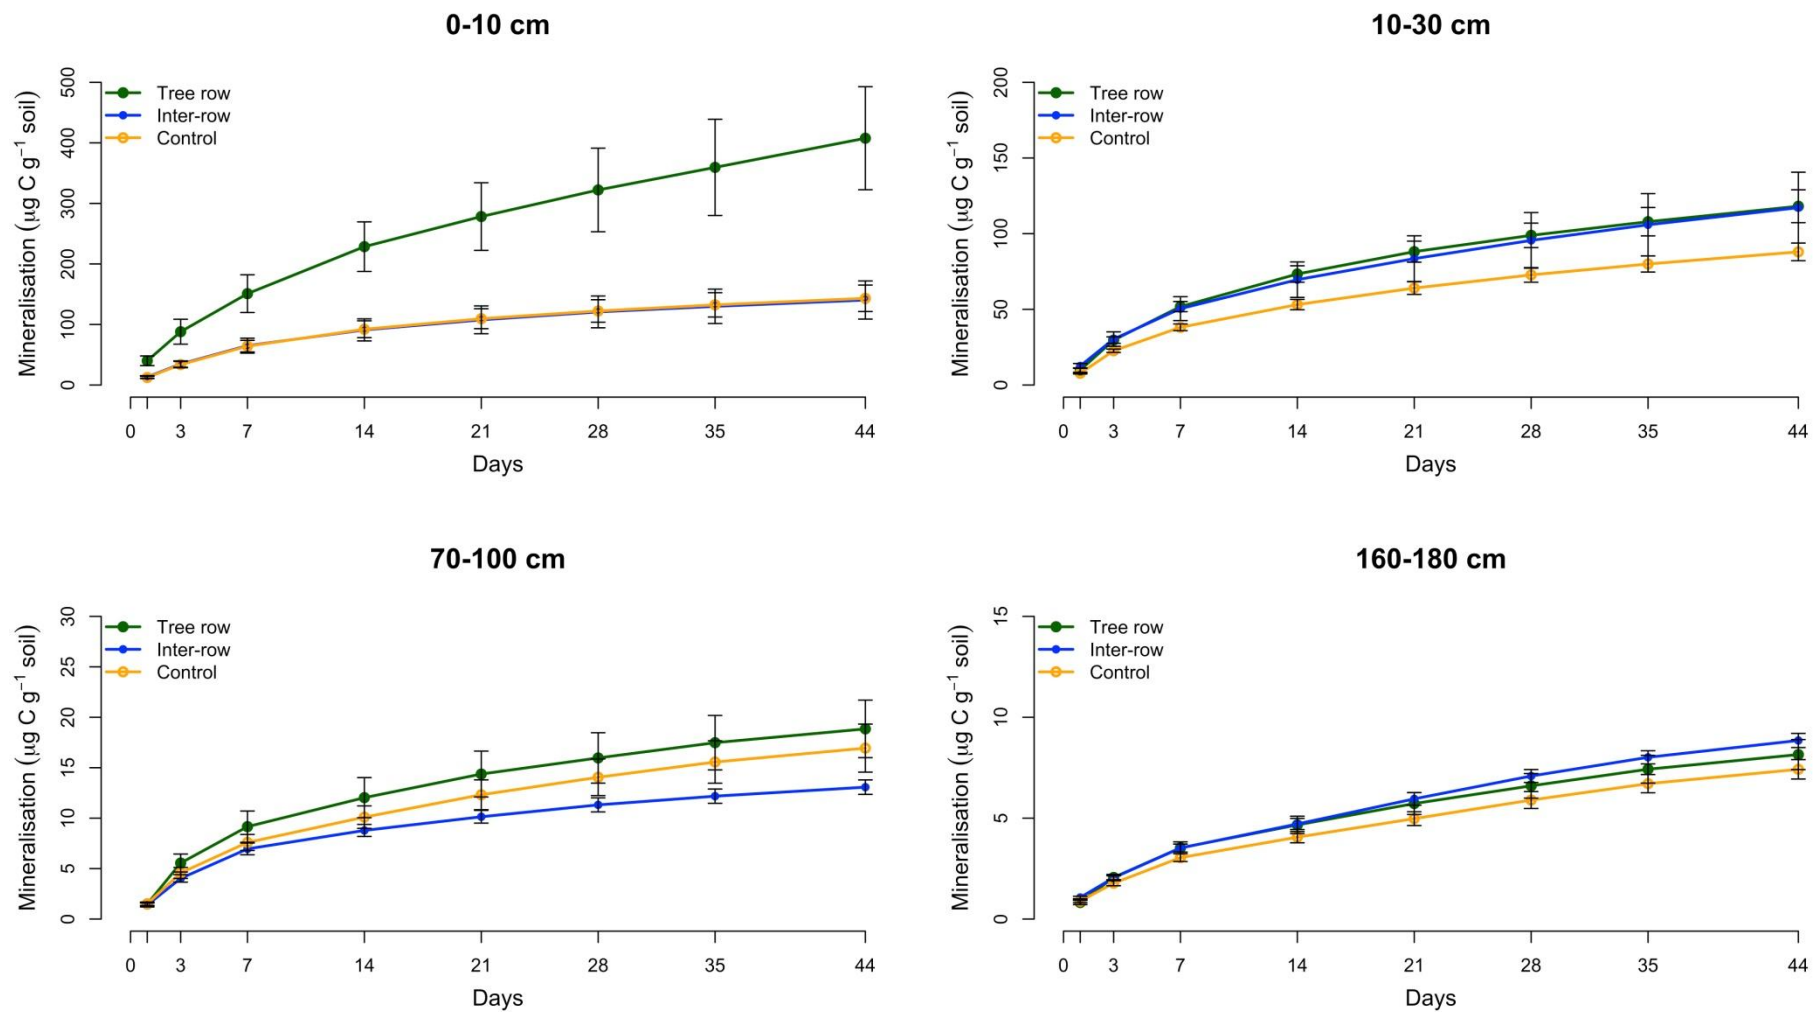 0-10 cm
Mineralisation (µg C g⁻¹ soil)
500
400
300
200
100
0
Tree row
Inter-row
Control
0 3 7 14 21 28 35 44
Days
10-30 cm
Mineralisation (µg C g⁻¹ soil)
200
150
100
50
0
Tree row
Inter-row
Control
0 3 7 14 21 28 35 44
Days
70-100 cm
Mineralisation (µg C g⁻¹ soil)
30
25
20
15
10
5
0
Tree row
Inter-row
Control
0 3 7 14 21 28 35 44
Days
160-180 cm
Mineralisation (µg C g⁻¹ soil)
15
10
5
0
Tree row
Inter-row
Control
0 3 7 14 21 28 35 44
Days